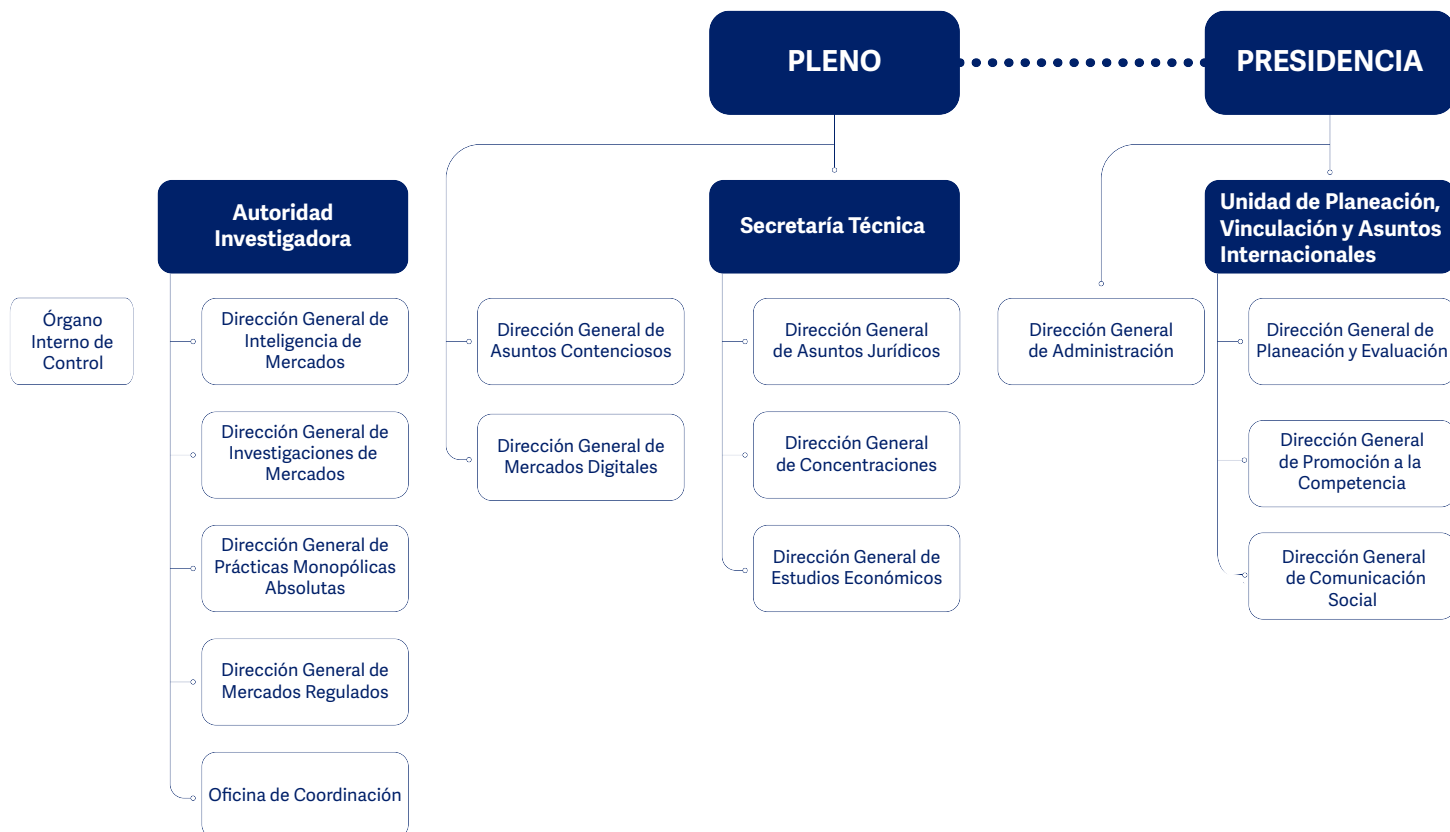 PLENO
PRESIDENCIA
Autoridad
Investigadora
Secretaría Técnica
Unidad de Planeación,
Vinculación y Asuntos
Internacionales
Órgano
Interno de
Control
Dirección General de
Inteligencia de
Mercados
Dirección General de
Investigaciones de
Mercados
Dirección General de
Prácticas Monopólicas
Absolutas
Dirección General de
Mercados Regulados
Oficina de Coordinación
Dirección General de
Asuntos Contenciosos
Dirección General de
Mercados Digitales
Dirección General
de Asuntos Jurídicos
Dirección General
de Concentraciones
Dirección General de
Estudios Económicos
Dirección General
de Administración
Dirección General de
Planeación y Evaluación
Dirección General
de Promoción a la
Competencia
Dirección General
de Comunicación
Social